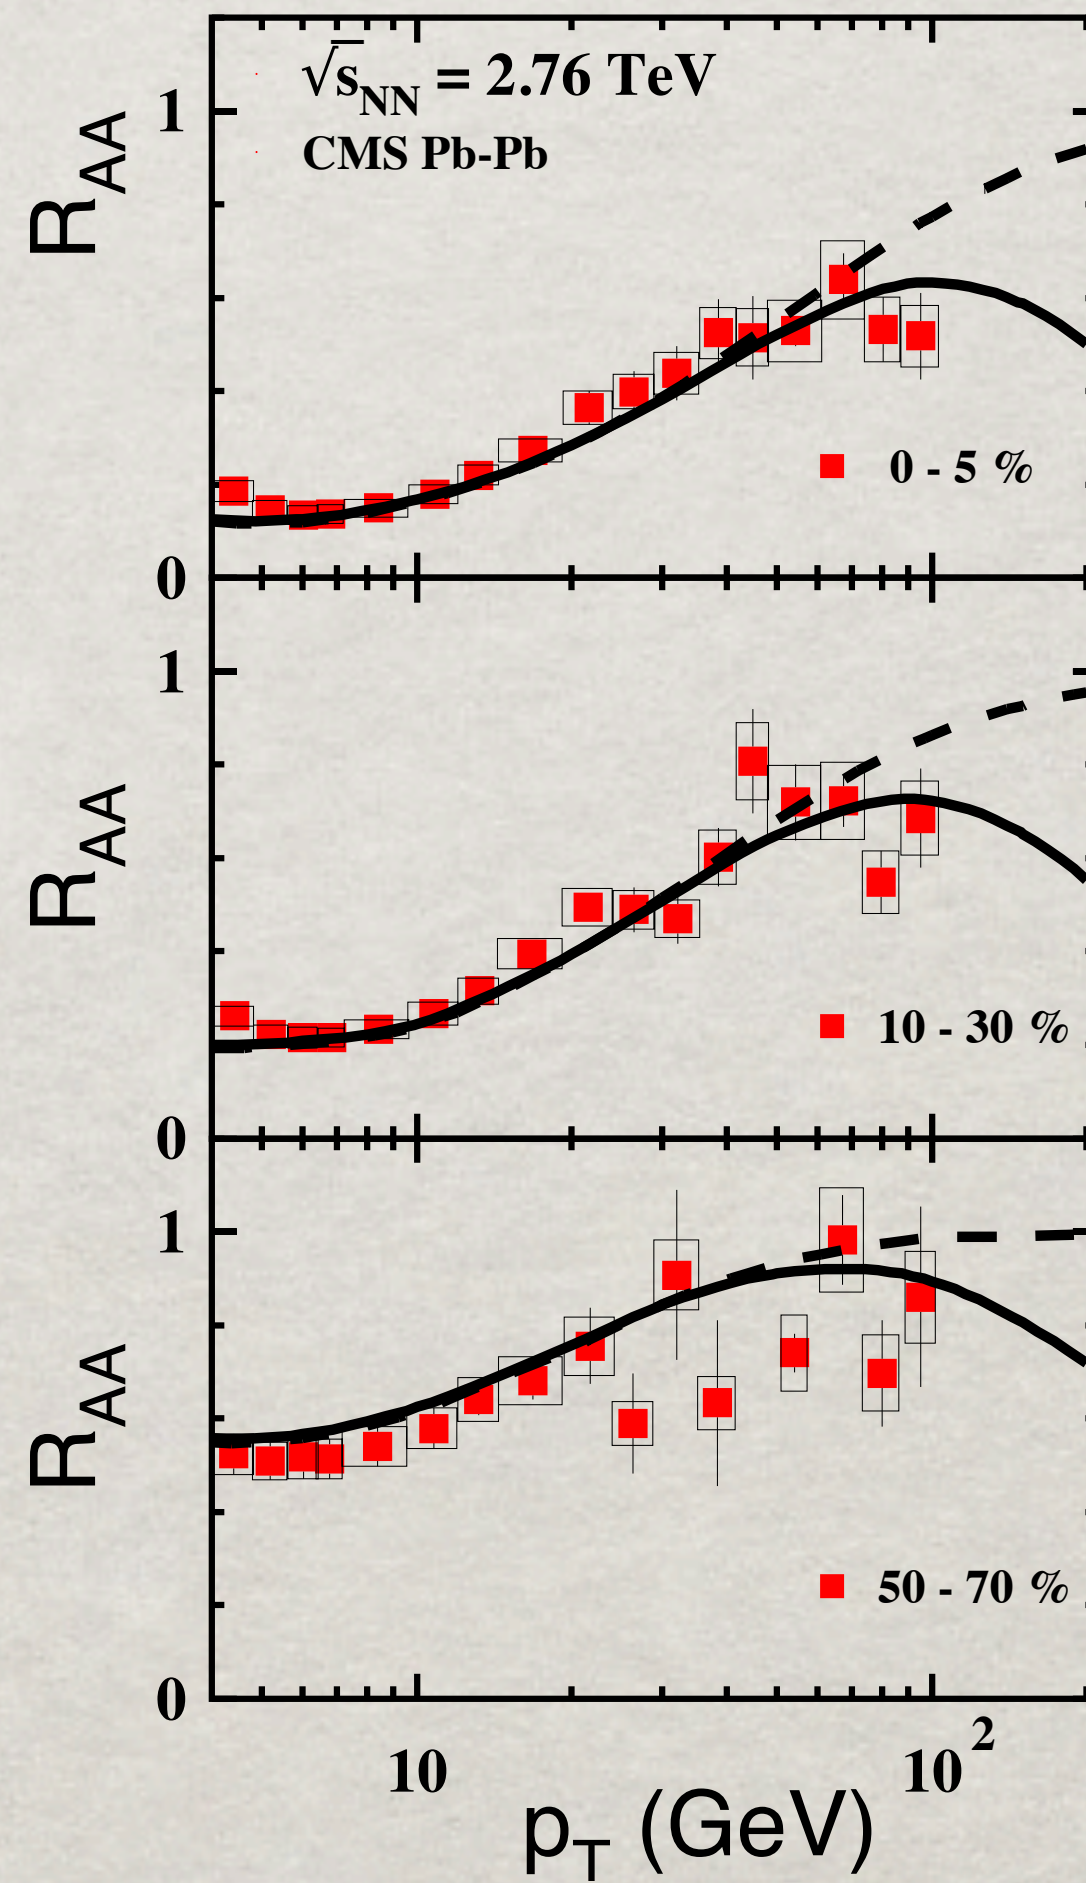 √s_NN = 2.76 TeV
CMS Pb-Pb
1
R_AA
0 - 5 %
0
1
R_AA
10 - 30 %
0
1
R_AA
50 - 70 %
0
10 10^2
p_T (GeV)